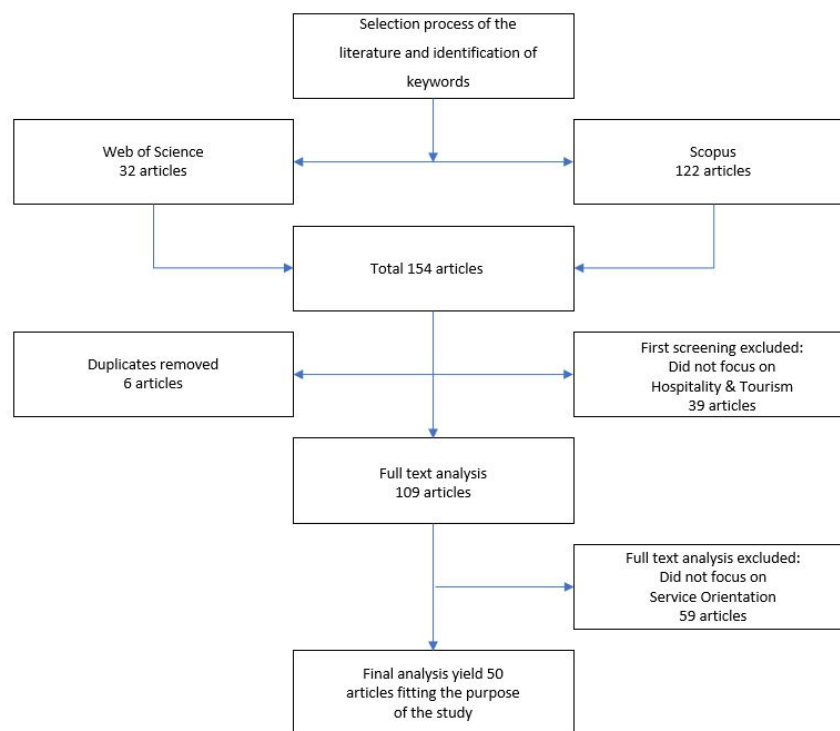 Selection process of the
literature and identification of
keywords
Web of Science
32 articles
Scopus
122 articles
Total 154 articles
Duplicates removed
6 articles
First screening excluded:
Did not focus on
Hospitality & Tourism
39 articles
Full text analysis
109 articles
Full text analysis excluded:
Did not focus on
Service Orientation
59 articles
Final analysis yield 50
articles fitting the purpose
of the study